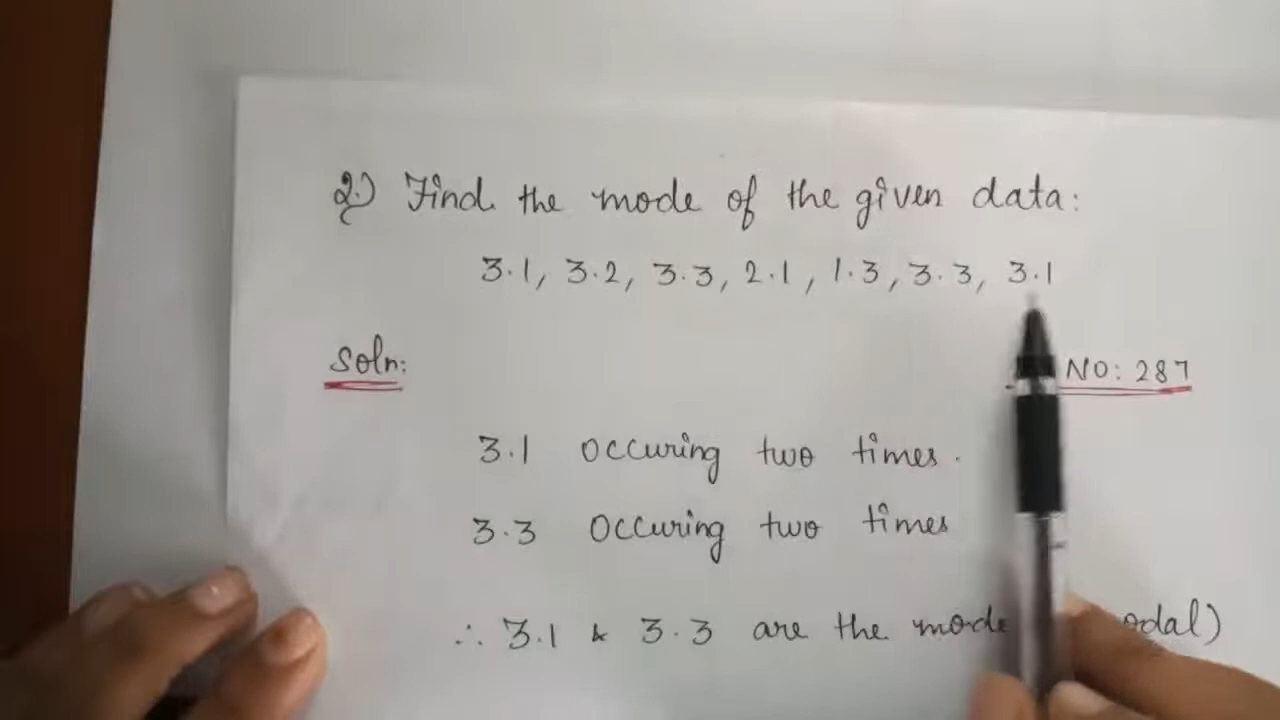 2.) Find the mode of the given data:
3.1, 3.2, 3.3, 2.1, 1.3, 3.3, 3.1
Soln:
NO: 287
3.1 Occuring two times.
3.3 Occuring two times
∴ 3.1 & 3.3 are the mode